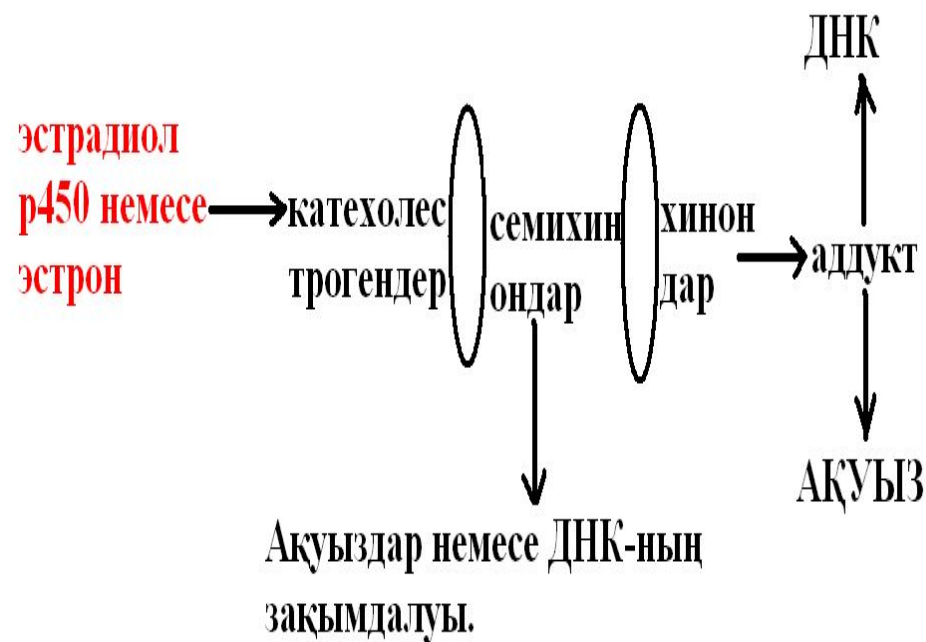 ДНК
эстрадиол
р450 немесе
эстрон
катехолес
трогендер
семихин
ондар
хинон
дар
аддукт
АҚУЫЗ
Ақуыздар немесе ДНК-ның
зақымдалуы.